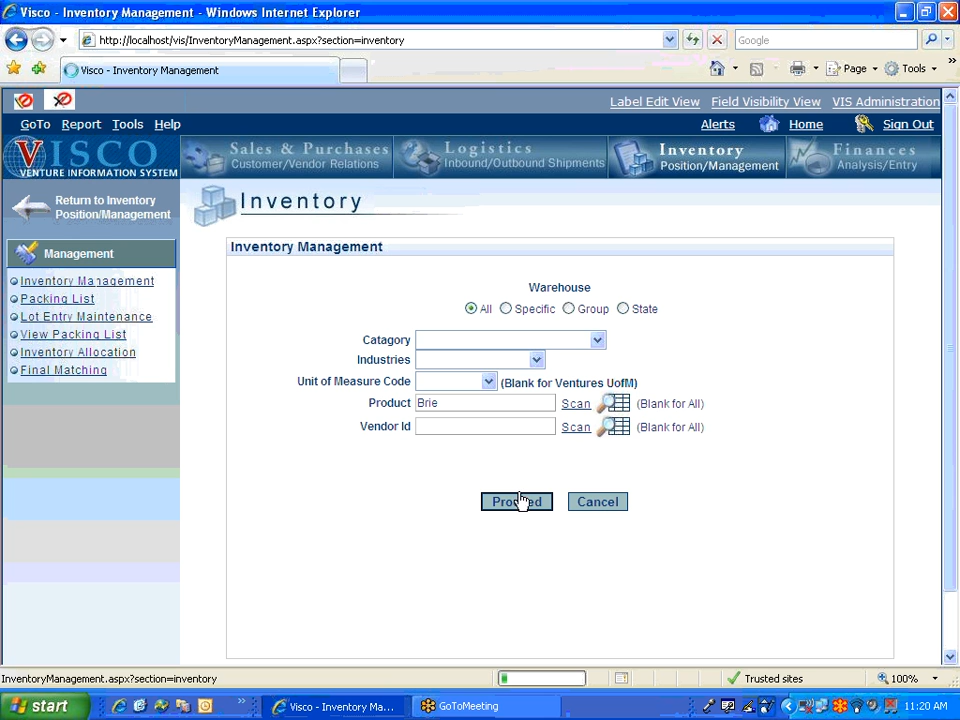 Visco - Inventory Management - Windows Internet Explorer
http://localhost/vis/InventoryManagement.aspx?section=inventory
Google
Visco - Inventory Management
Page
Tools
Label Edit View Field Visibility View VIS Administration
GoTo Report Tools Help
Alerts Home Sign Out
VISCO
VENTURE INFORMATION SYSTEM
Sales & Purchases
Customer/Vendor Relations
Logistics
Inbound/Outbound Shipments
Inventory
Position/Management
Finances
Analysis/Entry
Return to Inventory
Position/Management
Inventory
Management
Inventory Management
Packing List
Lot Entry Maintenance
View Packing List
Inventory Allocation
Final Matching
Inventory Management
Warehouse
All Specific Group State
Catagory
Industries
Unit of Measure Code (Blank for Ventures UofM)
Product Brie Scan (Blank for All)
Vendor Id Scan (Blank for All)
Proceed Cancel
InventoryManagement.aspx?section=inventory
Trusted sites
100%
start
Visco - Inventory Ma...
GoToMeeting
11:20 AM